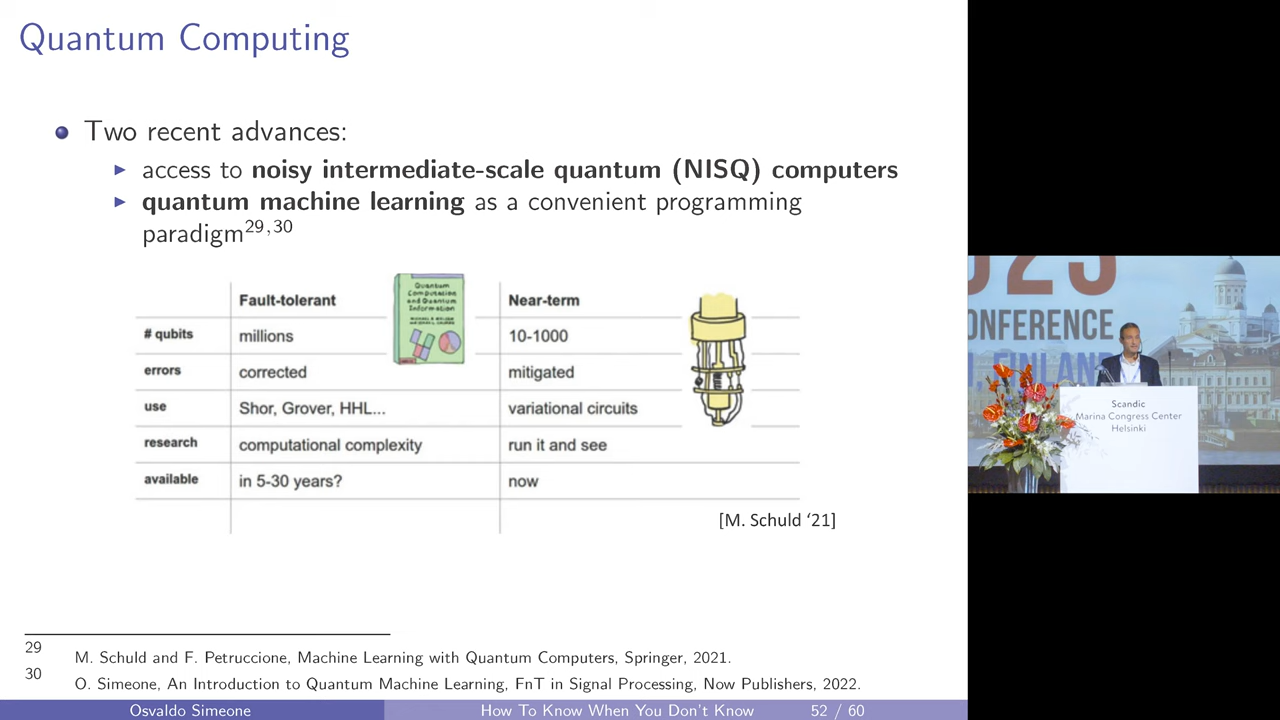 Quantum Computing
Two recent advances:
access to noisy intermediate-scale quantum (NISQ) computers
quantum machine learning as a convenient programming
paradigm29,30
Fault-tolerant
Near-term
Quantum
Computation
and Quantum
Information
# qubits
millions
10-1000
errors
corrected
mitigated
use
Shor, Grover, HHL...
variational circuits
research
computational complexity
run it and see
available
in 5-30 years?
now
[M. Schuld ‘21]
29 M. Schuld and F. Petruccione, Machine Learning with Quantum Computers, Springer, 2021.
30 O. Simeone, An Introduction to Quantum Machine Learning, FnT in Signal Processing, Now Publishers, 2022.
Osvaldo Simeone
How To Know When You Don't Know
52 / 60
Scandic
Marina Congress Center
Helsinki